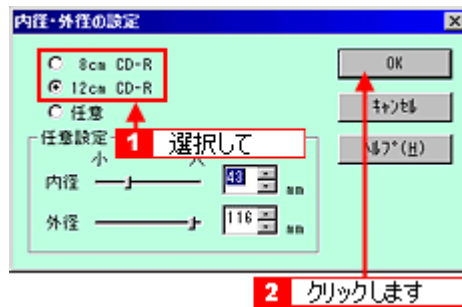 内径・外径の設定
8cm CD-R
12cm CD-R
OK
任意
キャンセル
任意設定
1 選択して
ﾍﾙﾌﾟ(H)
小 大
内径 43 mm
外径 116 mm
2 クリックします